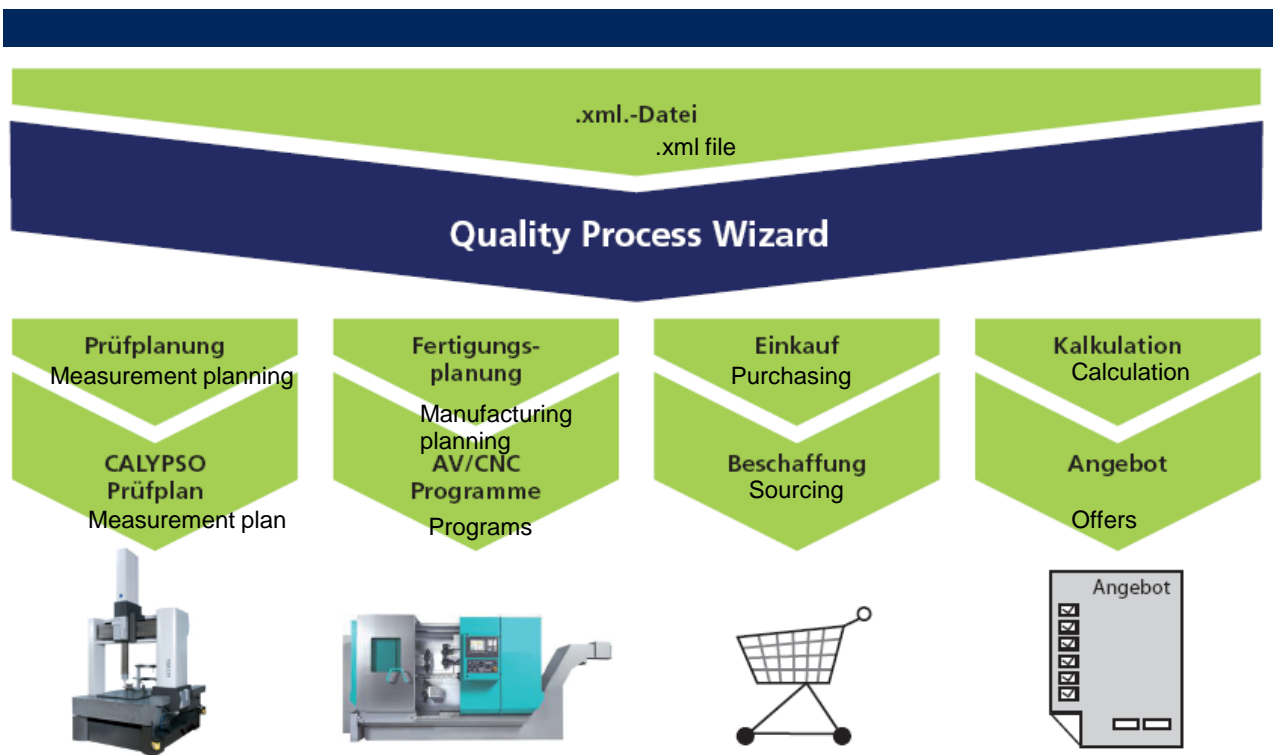 .xml.-Datei
.xml file
Quality Process Wizard
Prüfplanung
Measurement planning
CALYPSO
Prüfplan
Measurement plan
Fertigungs-
planung
Manufacturing
planning
AV/CNC
Programme
Programs
Einkauf
Purchasing
Beschaffung
Sourcing
Kalkulation
Calculation
Angebot
Offers
Angebot